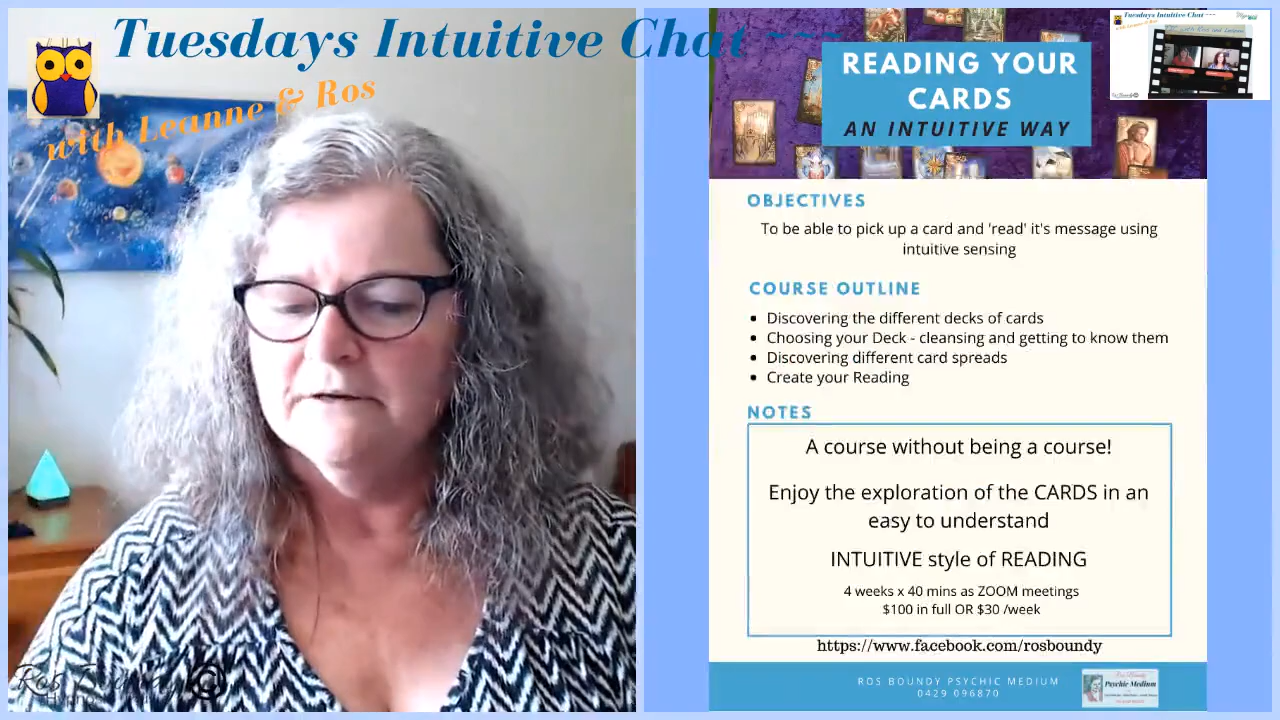 Tuesdays Intuitive Chat ~~~
with Leanne & Ros
READING YOUR
CARDS
AN INTUITIVE WAY
Tuesdays Intuitive Chat ~~~
OBJECTIVES
To be able to pick up a card and 'read' it's message using
intuitive sensing
COURSE OUTLINE
Discovering the different decks of cards
Choosing your Deck - cleansing and getting to know them
Discovering different card spreads
Create your Reading
NOTES
A course without being a course!
Enjoy the exploration of the CARDS in an
easy to understand
INTUITIVE style of READING
4 weeks x 40 mins as ZOOM meetings
$100 in full OR $30 /week
https://www.facebook.com/rosboundy
ROS BOUNDY PSYCHIC MEDIUM
0429 096870
Psychic Medium
Ros Boundy